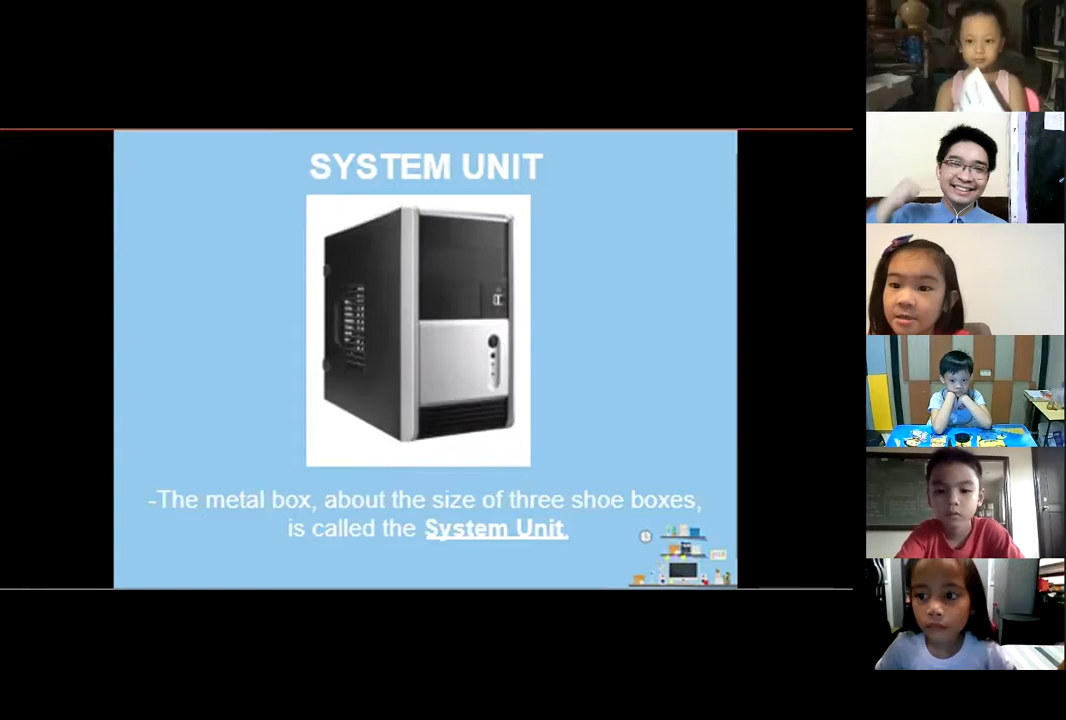 SYSTEM UNIT
-The metal box, about the size of three shoe boxes,
is called the System Unit.